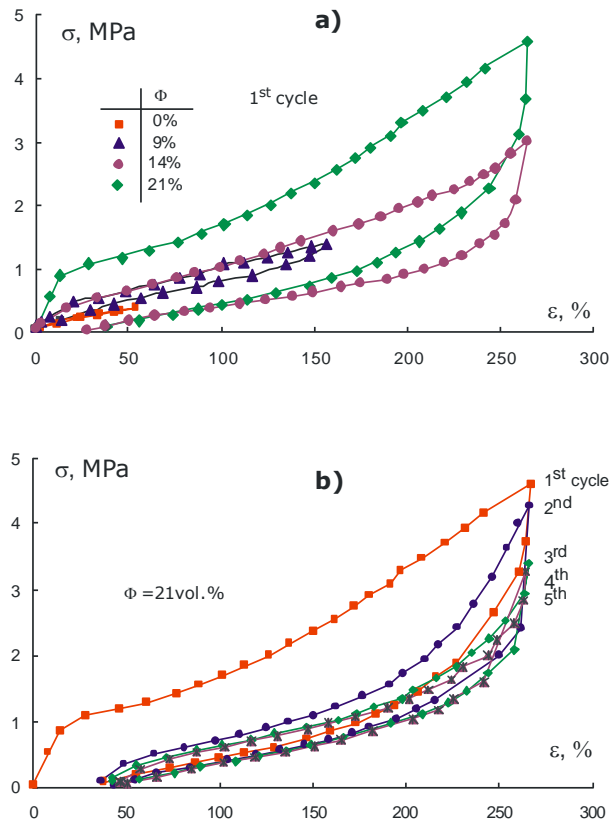 5
σ, MPa
a)
4
Φ
1st cycle
0%
9%
3
14%
21%
2
1
0
ε, %
0
50
100
150
200
250
300
5
σ, MPa
b)
1st cycle
2nd
4
3rd
Φ =21vol.%
4th
5th
3
2
1
ε, %
0
0
50
100
150
200
250
300